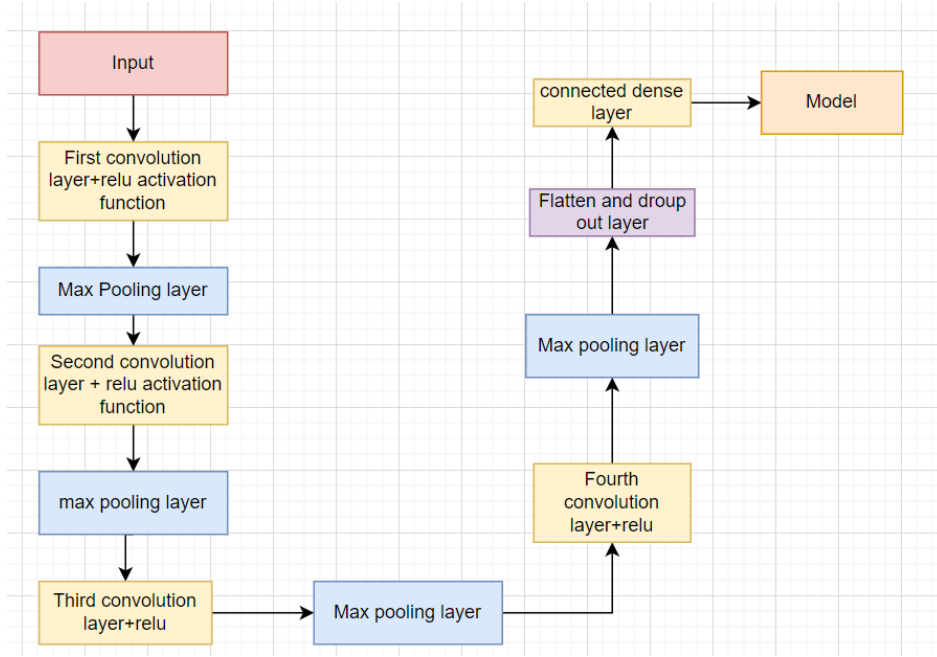 Input
First convolution
layer+relu activation
function
Max Pooling layer
Second convolution
layer + relu activation
function
max pooling layer
Third convolution
layer+relu
Max pooling layer
Fourth
convolution
layer+relu
Max pooling layer
Flatten and droup
out layer
connected dense
layer
Model